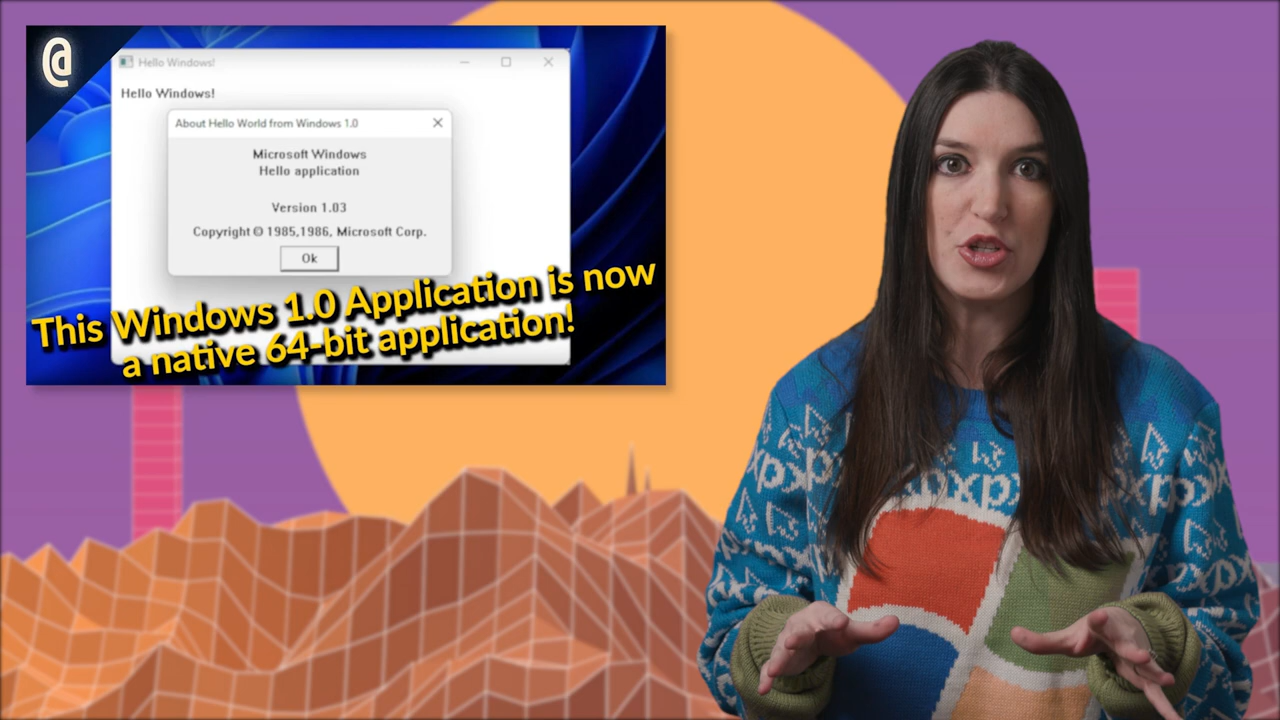 @
Hello Windows!
Hello Windows!
About Hello World from Windows 1.0
Microsoft Windows
Hello application
Version 1.03
Copyright © 1985,1986, Microsoft Corp.
Ok
This Windows 1.0 Application is now
a native 64-bit application!
xp